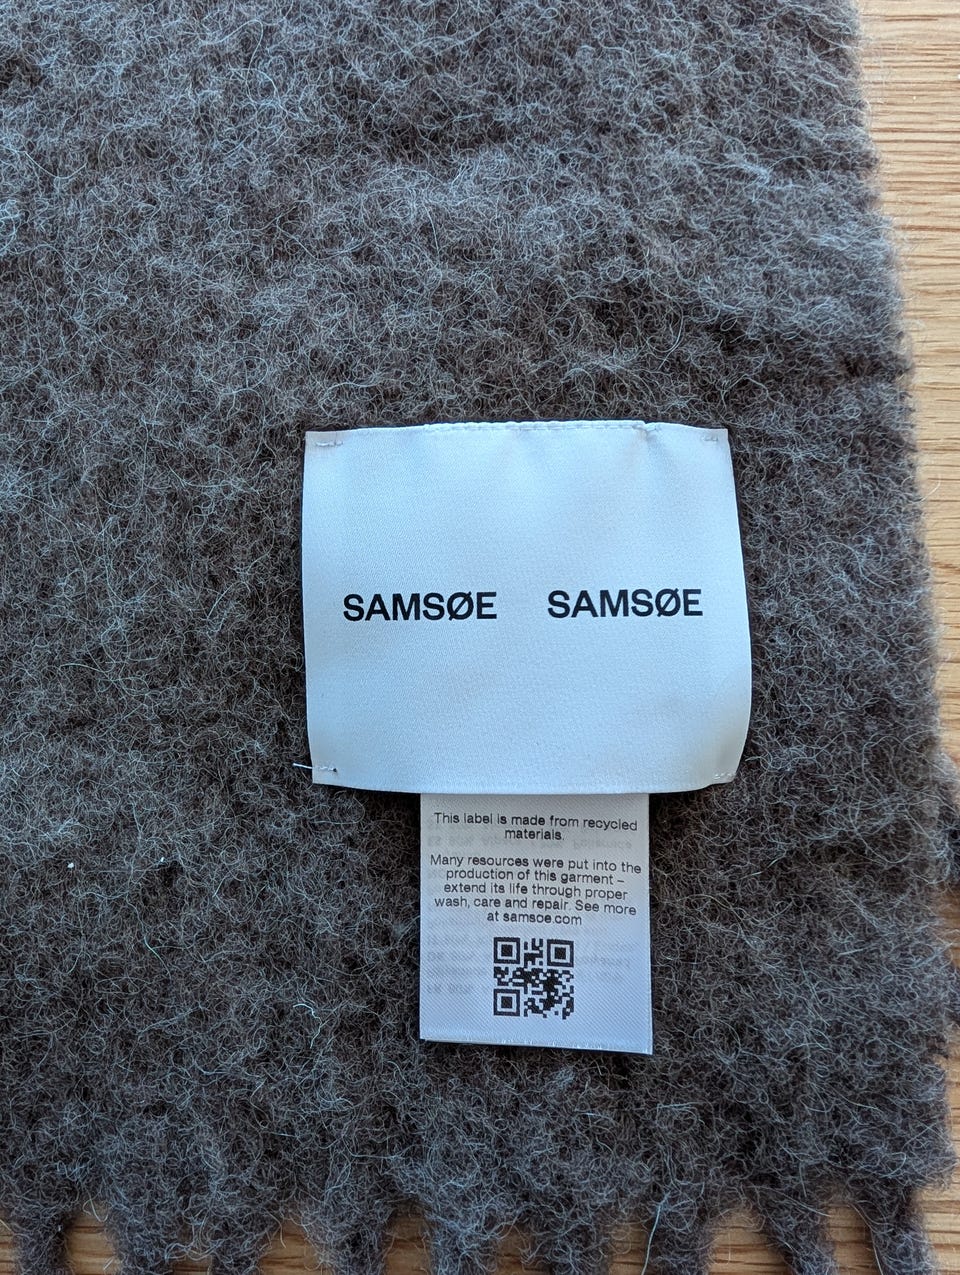 SAMSØE SAMSØE
This label is made from recycled
materials.
Many resources were put into the
production of this garment –
extend its life through proper
wash, care and repair. See more
at samsoe.com